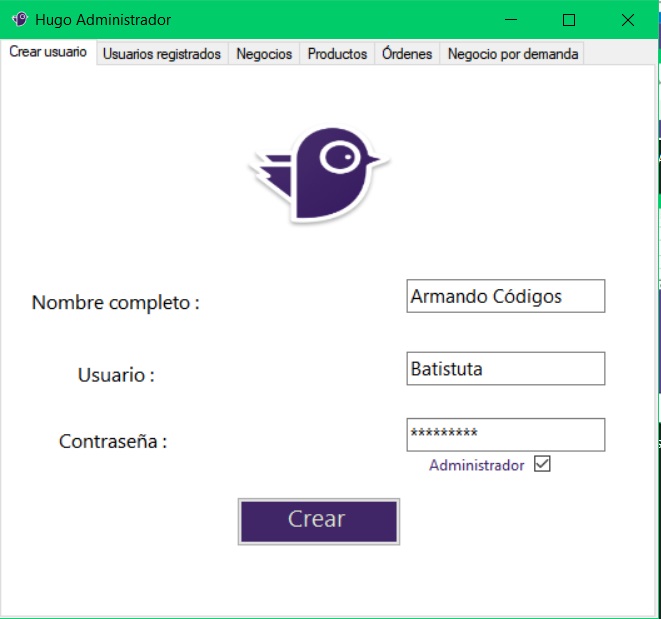 Hugo Administrador
Crear usuario Usuarios registrados Negocios Productos Órdenes Negocio por demanda
Nombre completo : Armando Códigos
Usuario : Batistuta
Contraseña : *********
Administrador
Crear